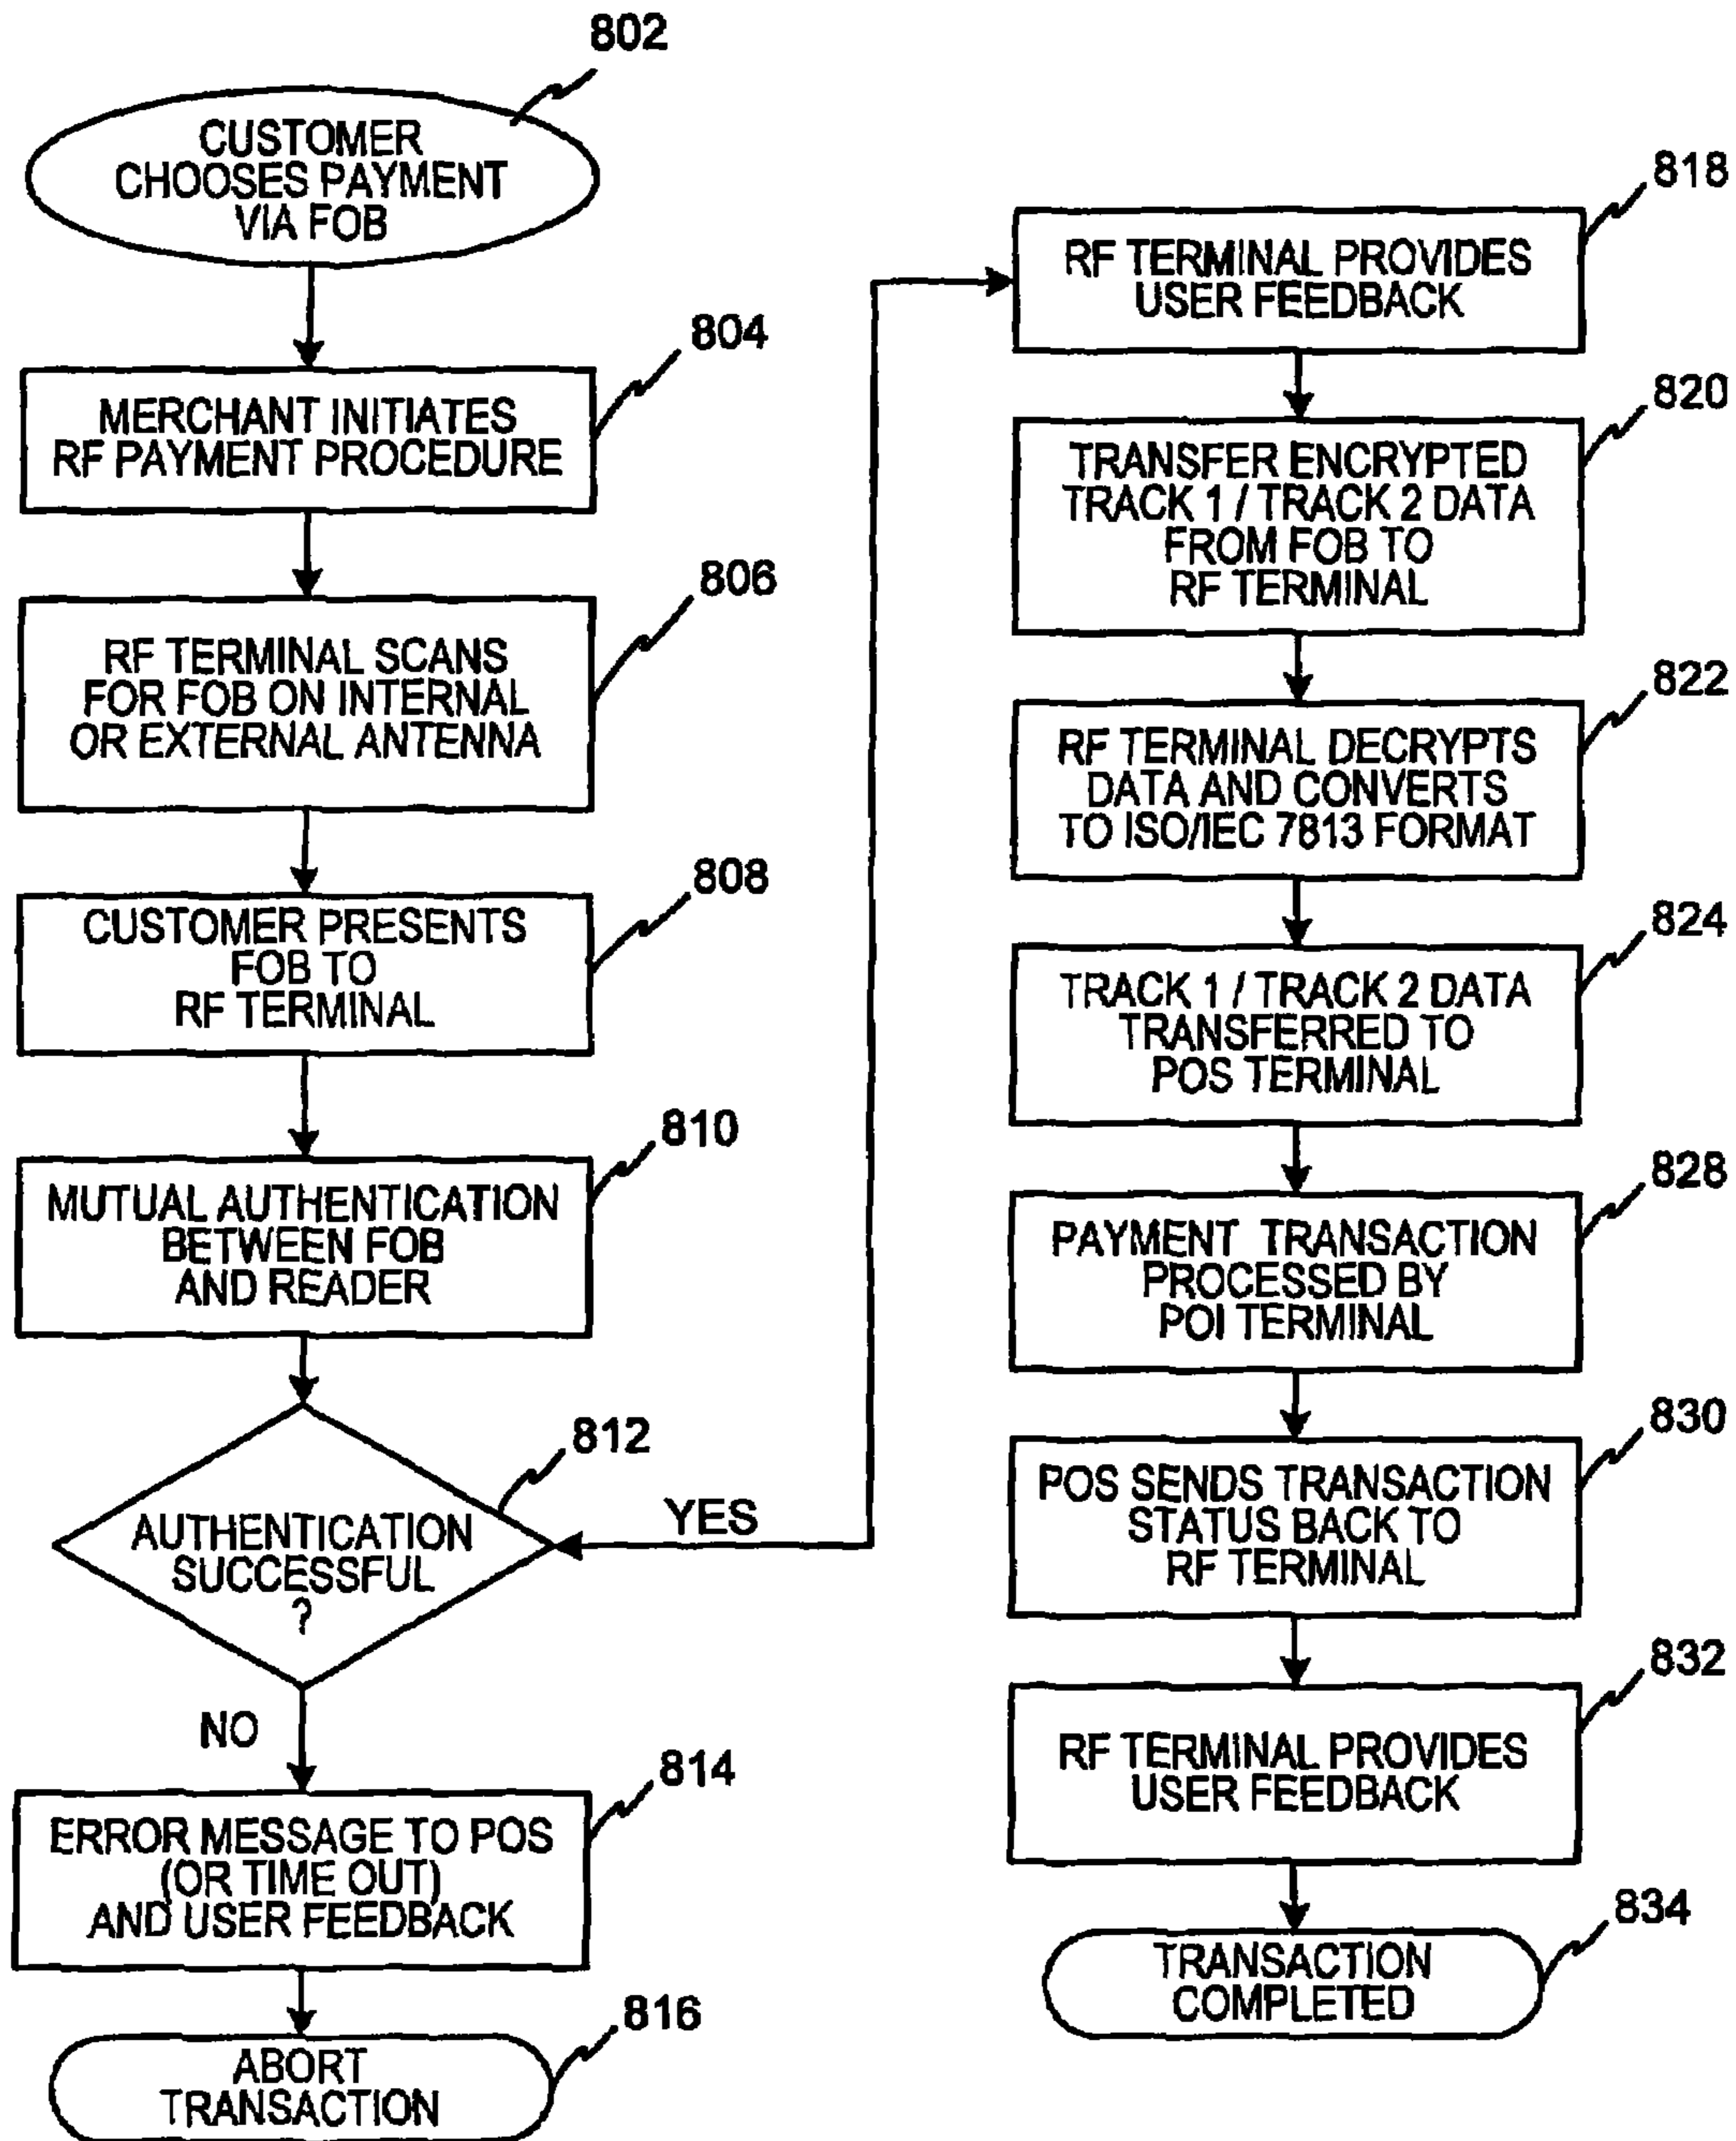 802
CUSTOMER
CHOOSES PAYMENT
VIA FOB
804
MERCHANT INITIATES
RF PAYMENT PROCEDURE
806
RF TERMINAL SCANS
FOR FOB ON INTERNAL
OR EXTERNAL ANTENNA
808
CUSTOMER PRESENTS
FOB TO
RF TERMINAL
810
MUTUAL AUTHENTICATION
BETWEEN FOB
AND READER
812
AUTHENTICATION
SUCCESSFUL
?
YES
NO
814
ERROR MESSAGE TO POS
(OR TIME OUT)
AND USER FEEDBACK
816
ABORT
TRANSACTION
818
RF TERMINAL PROVIDES
USER FEEDBACK
820
TRANSFER ENCRYPTED
TRACK 1 / TRACK 2 DATA
FROM FOB TO
RF TERMINAL
822
RF TERMINAL DECRYPTS
DATA AND CONVERTS
TO ISO/IEC 7813 FORMAT
824
TRACK 1 / TRACK 2 DATA
TRANSFERRED TO
POS TERMINAL
828
PAYMENT TRANSACTION
PROCESSED BY
POI TERMINAL
830
POS SENDS TRANSACTION
STATUS BACK TO
RF TERMINAL
832
RF TERMINAL PROVIDES
USER FEEDBACK
834
TRANSACTION
COMPLETED